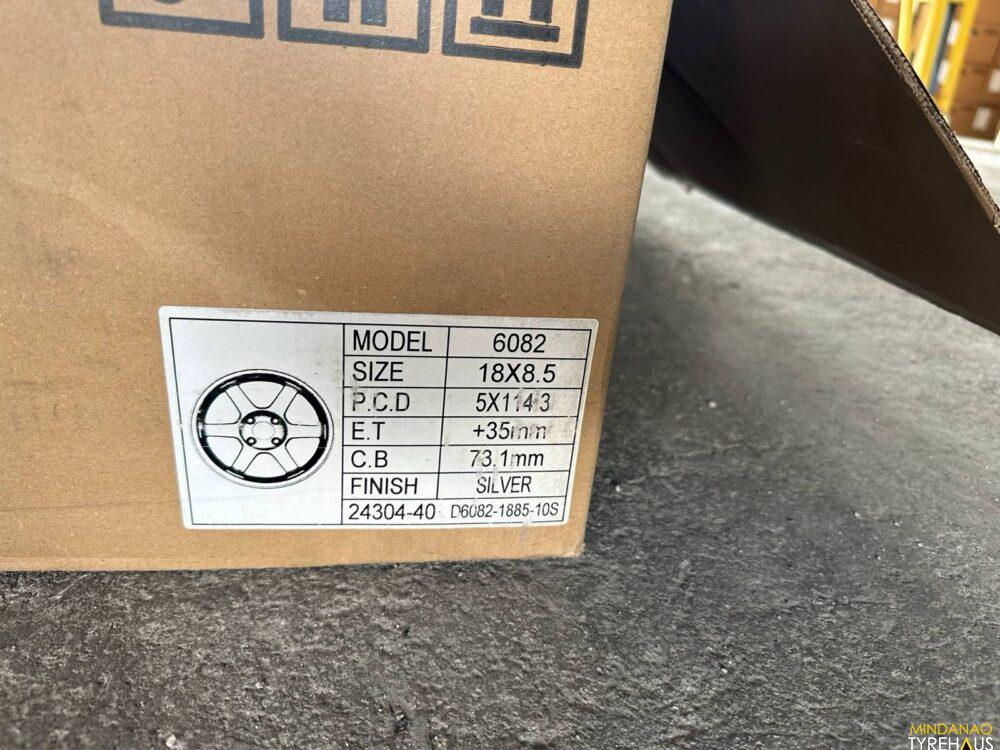 MODEL 6082
SIZE 18X8.5
P.C.D 5X114.3
E.T +35mm
C.B 73.1mm
FINISH SILVER
24304-40 D6082-1885-10S
MINDANAO
TYREHAUS